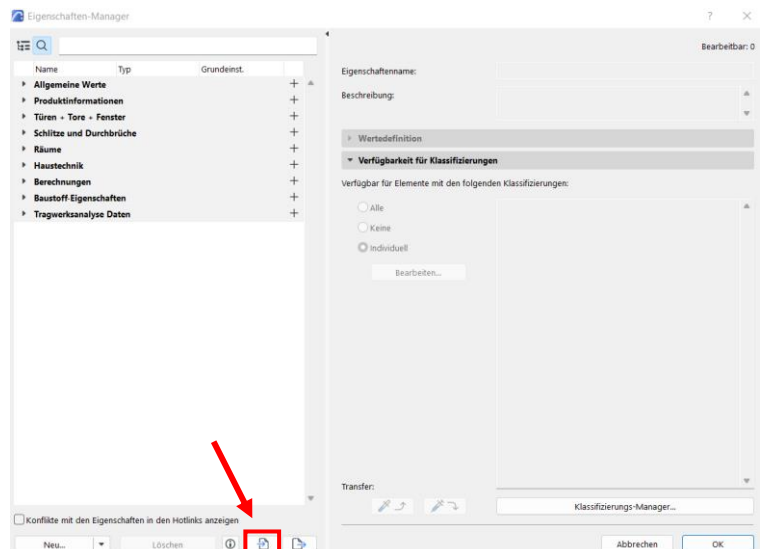 Eigenschaften-Manager
? ×
Bearbeitbar: 0
Name Typ Grundeinst.
Allgemeine Werte
Produktinformationen
Türen + Tore + Fenster
Schlitze und Durchbrüche
Räume
Haustechnik
Berechnungen
Baustoff-Eigenschaften
Tragwerksanalyse Daten
Konflikte mit den Eigenschaften in den Hotlinks anzeigen
Neu...
Löschen
Eigenschaftenname:
Beschreibung:
Wertedefinition
Verfügbarkeit für Klassifizierungen
Verfügbar für Elemente mit den folgenden Klassifizierungen:
Alle
Keine
Individuell
Bearbeiten...
Transfer:
Klassifizierungs-Manager...
Abbrechen
OK